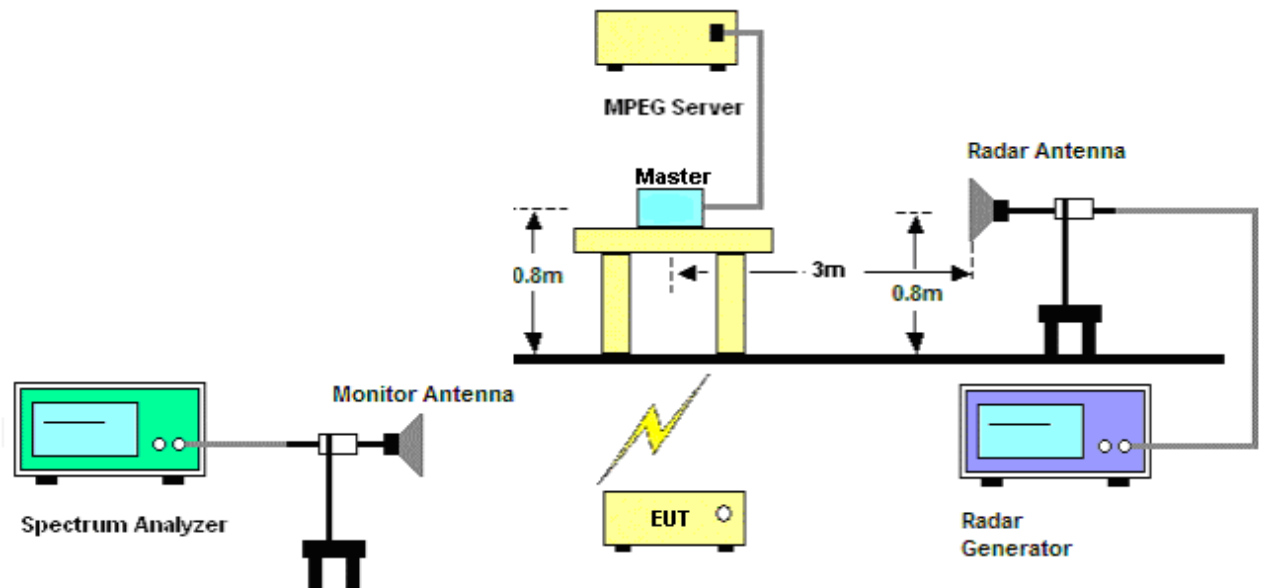 MPEG Server
Radar Antenna
Master
0.8m
3m
0.8m
Monitor Antenna
Spectrum Analyzer
EUT
Radar
Generator